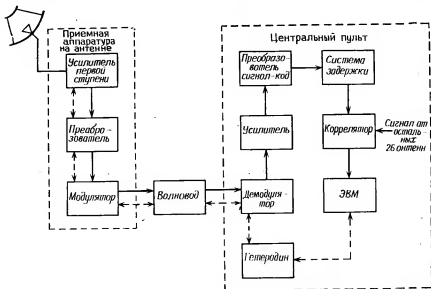 Приемная
аппаратура
на антенне
Усилитель
первой
ступени
Преобра-
зователь
Модулятор
Волновод
Центральный пульт
Преобразо-
ватель
сигнал-код
Система
задержки
Усилитель
Коррелятор
Сигнал от
осталь-
ных
26 антенн
Демодуля-
тор
ЭВМ
Гетеродин